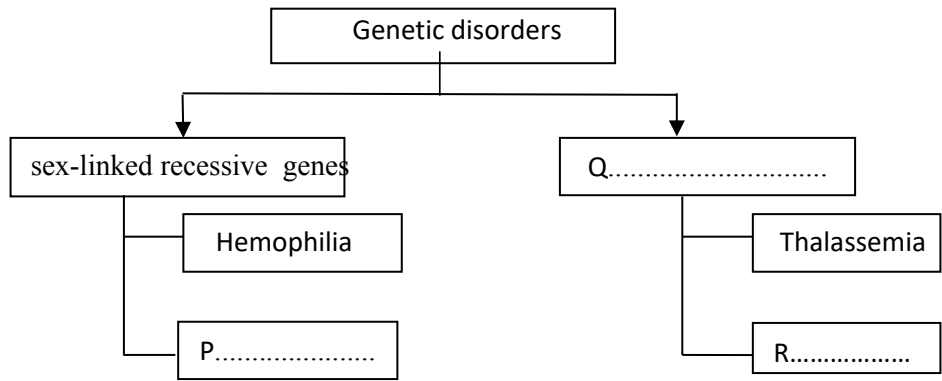 Genetic disorders
sex-linked recessive genes
Q..............................
Hemophilia
Thalassemia
P......................
R..................